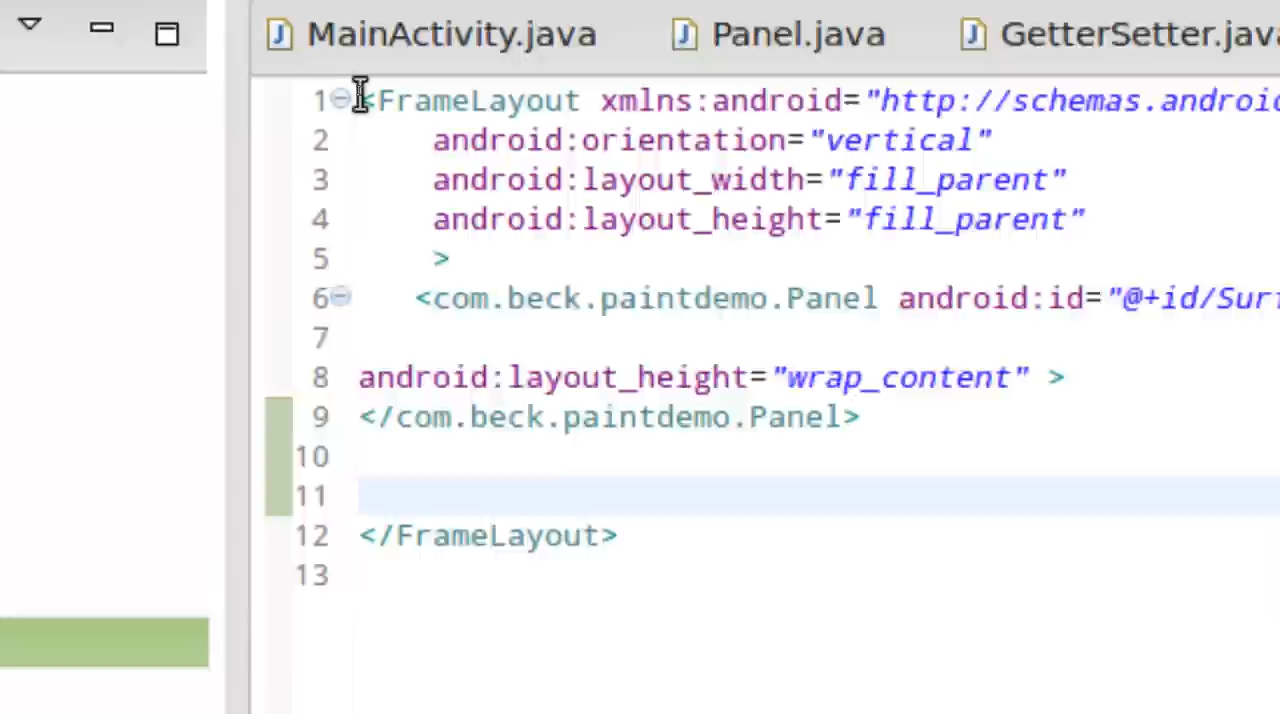 MainActivity.java Panel.java GetterSetter.java
1 <FrameLayout xmlns:android="http://schemas.android
2 android:orientation="vertical"
3 android:layout_width="fill_parent"
4 android:layout_height="fill_parent"
5 >
6 <com.beck.paintdemo.Panel android:id="@+id/Surf
7
8 android:layout_height="wrap_content" >
9 </com.beck.paintdemo.Panel>
10
11
12 </FrameLayout>
13